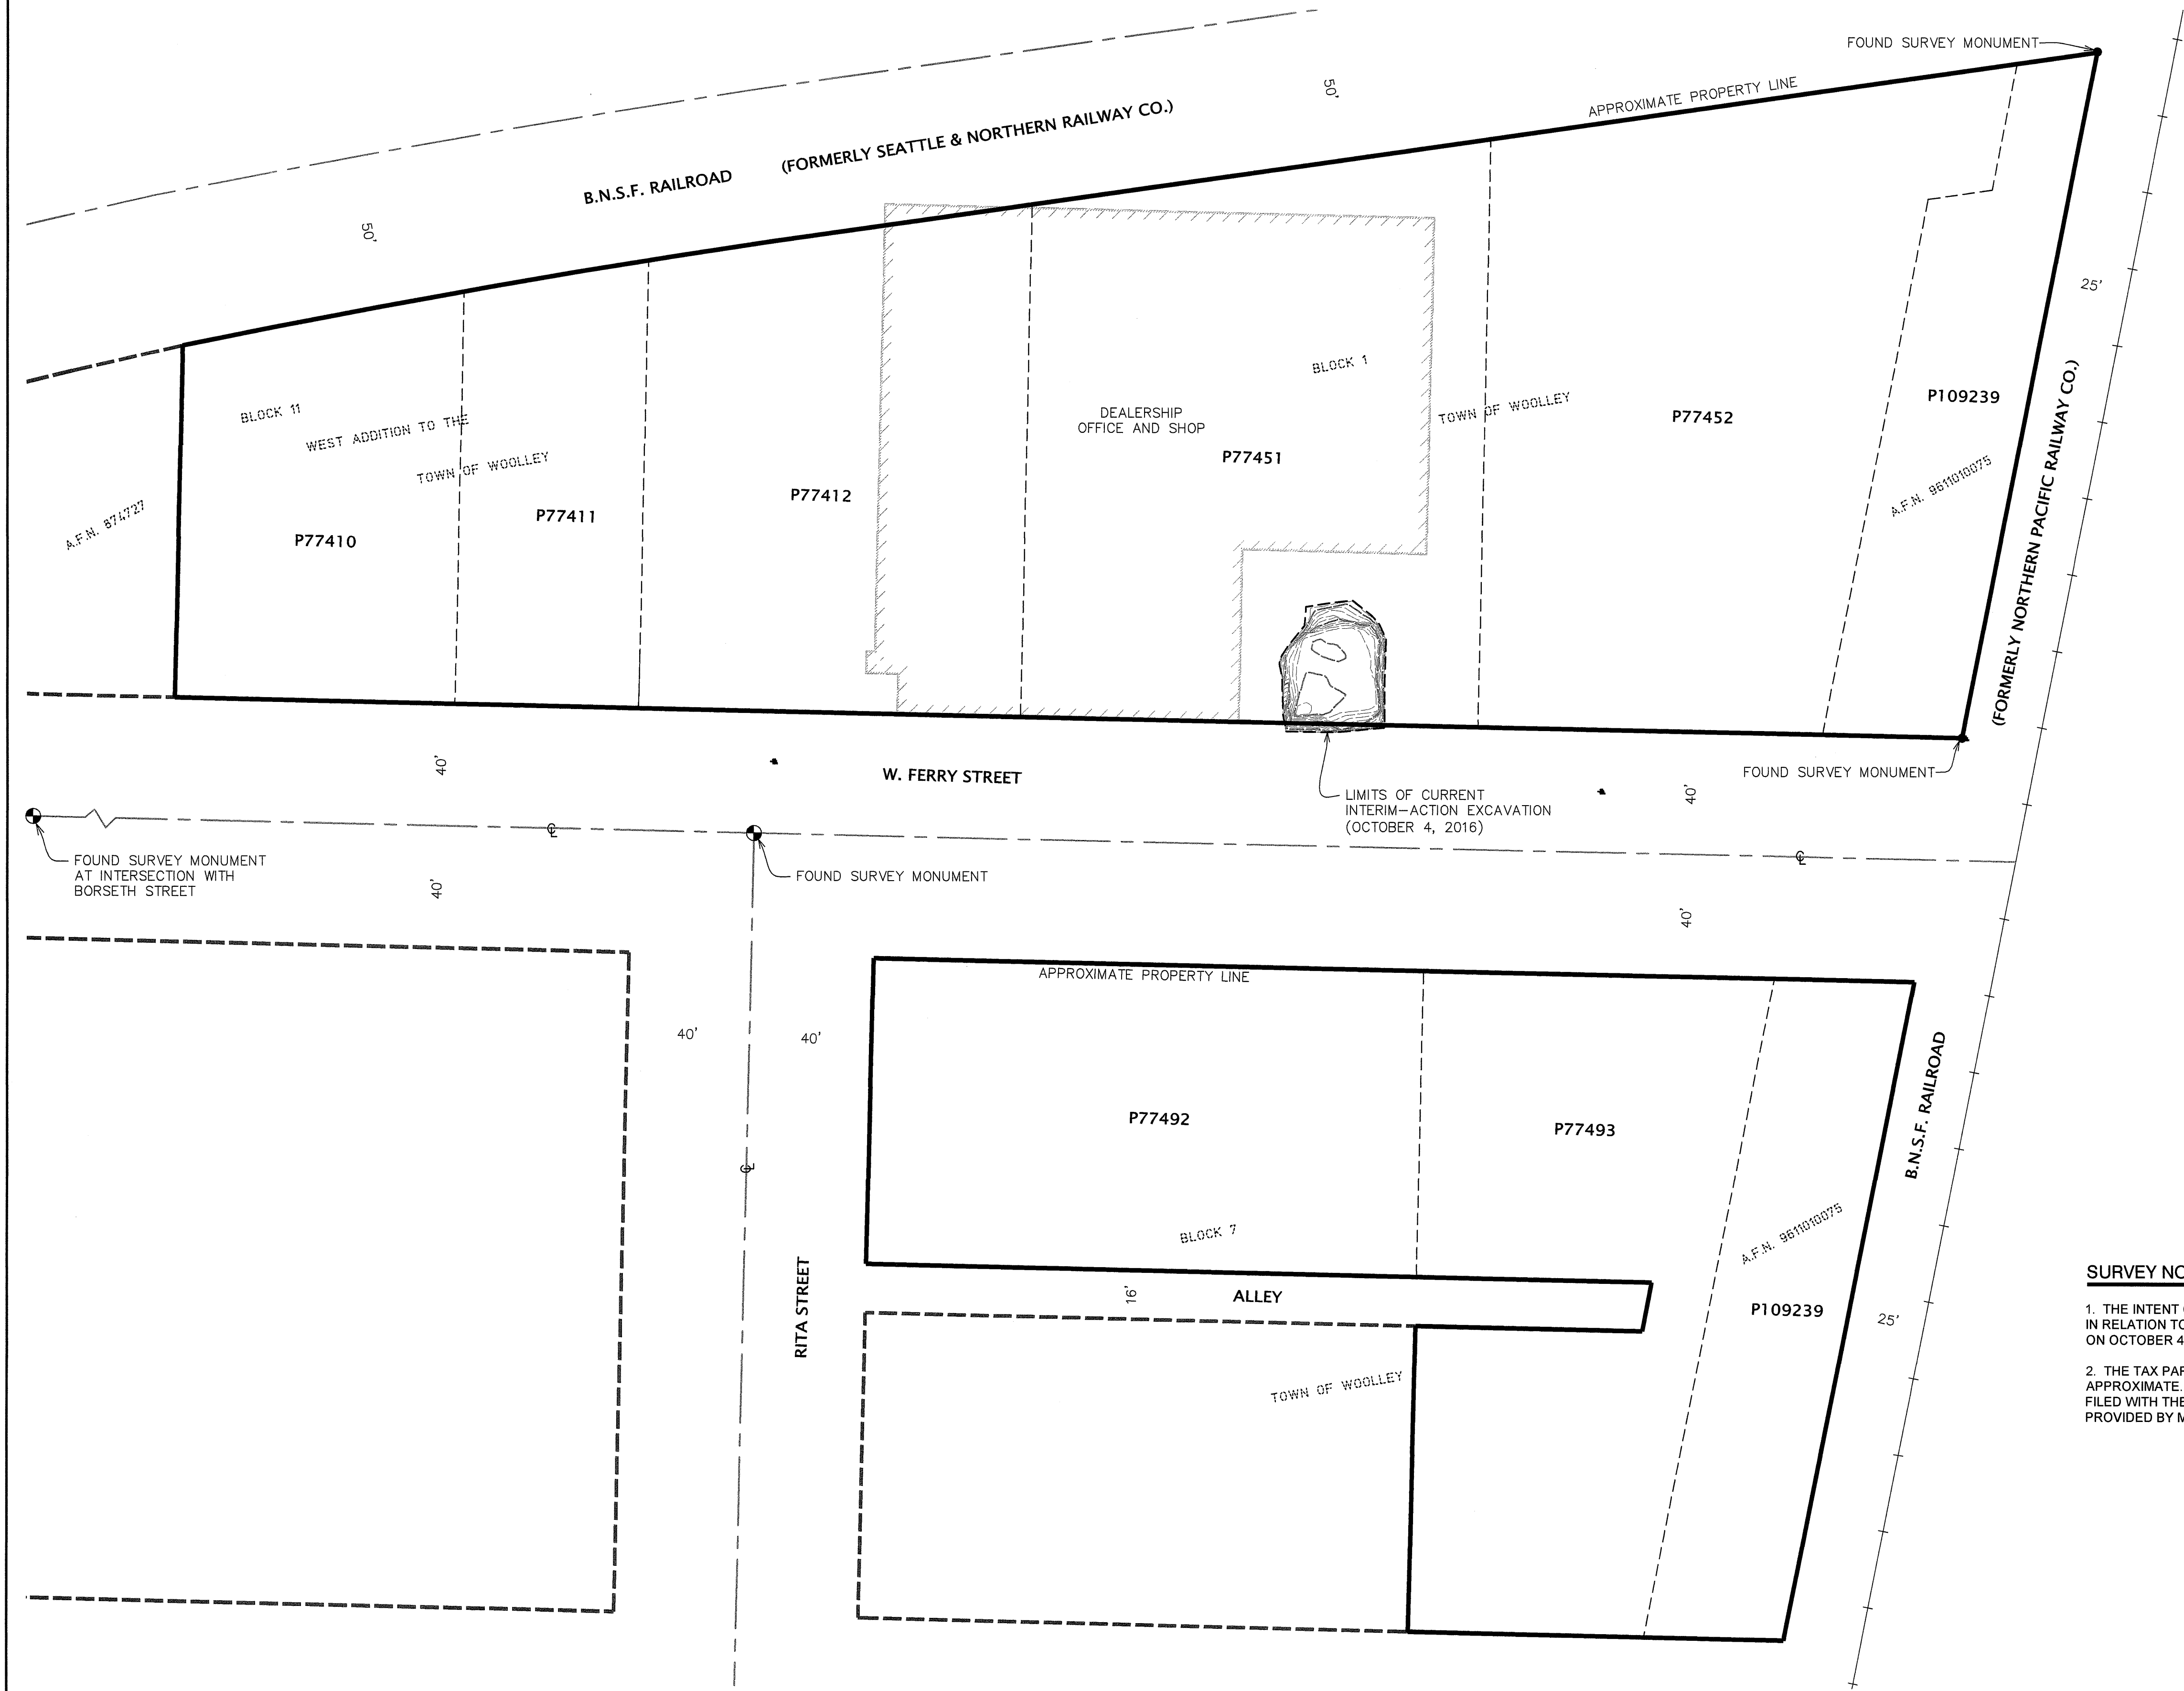 FOUND SURVEY MONUMENT
50'
APPROXIMATE PROPERTY LINE
B.N.S.F. RAILROAD (FORMERLY SEATTLE & NORTHERN RAILWAY CO.)
50'
25'
BLOCK 11
WEST ADDITION TO THE
TOWN OF WOOLLEY
BLOCK 1
DEALERSHIP
OFFICE AND SHOP
TOWN OF WOOLLEY
P77452
P109239
P77451
P77412
P77411
P77410
A.F.N. 874727
A.F.N. 9611010075
(FORMERLY NORTHERN PACIFIC RAILWAY CO.)
40'
W. FERRY STREET
FOUND SURVEY MONUMENT
LIMITS OF CURRENT
INTERIM-ACTION EXCAVATION
(OCTOBER 4, 2016)
40'
FOUND SURVEY MONUMENT
AT INTERSECTION WITH
BORSETH STREET
FOUND SURVEY MONUMENT
40'
40'
APPROXIMATE PROPERTY LINE
40'
40'
B.N.S.F. RAILROAD
P77492
P77493
BLOCK 7
A.F.N. 9611010075
RITA STREET
16'
ALLEY
P109239
25'
TOWN OF WOOLLEY
SURVEY NO
1. THE INTENT
IN RELATION TO
ON OCTOBER 4
2. THE TAX PAR
APPROXIMATE.
FILED WITH THE
PROVIDED BY M